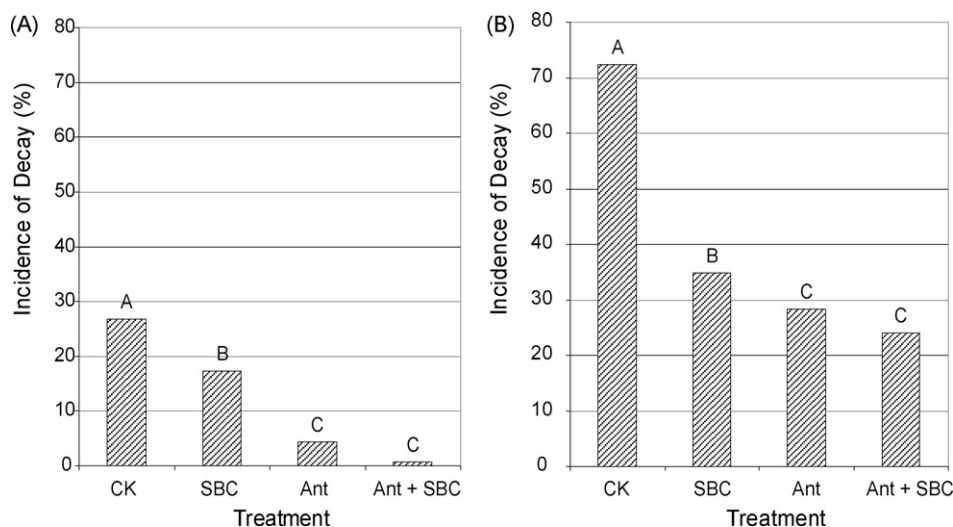 (A)
Incidence of Decay (%)
80
70
60
50
40
30
20
10
0
A
B
C
C
CK SBC Ant Ant + SBC
Treatment
(B)
Incidence of Decay (%)
80
70
60
50
40
30
20
10
0
A
B
C
C
CK SBC Ant Ant + SBC
Treatment